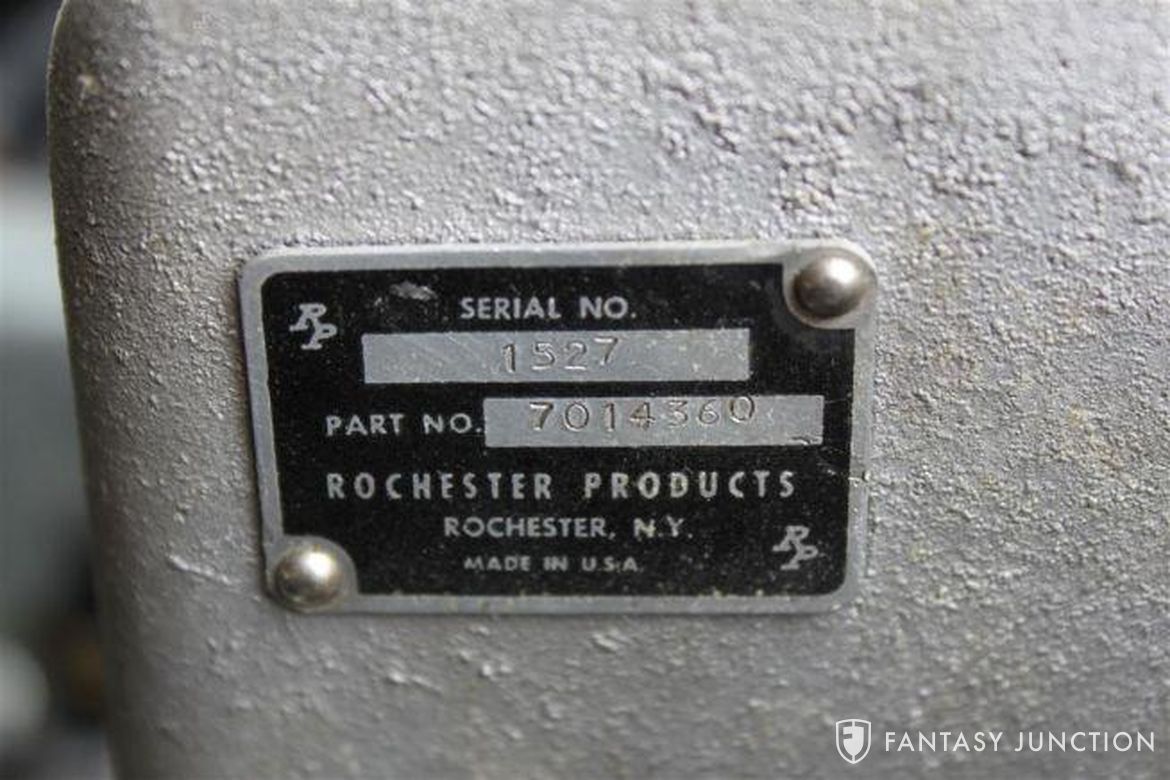 RP
SERIAL NO.
1527
PART NO. 7014360
ROCHESTER PRODUCTS
ROCHESTER, N.Y.
MADE IN U.S.A.
RP
FANTASY JUNCTION